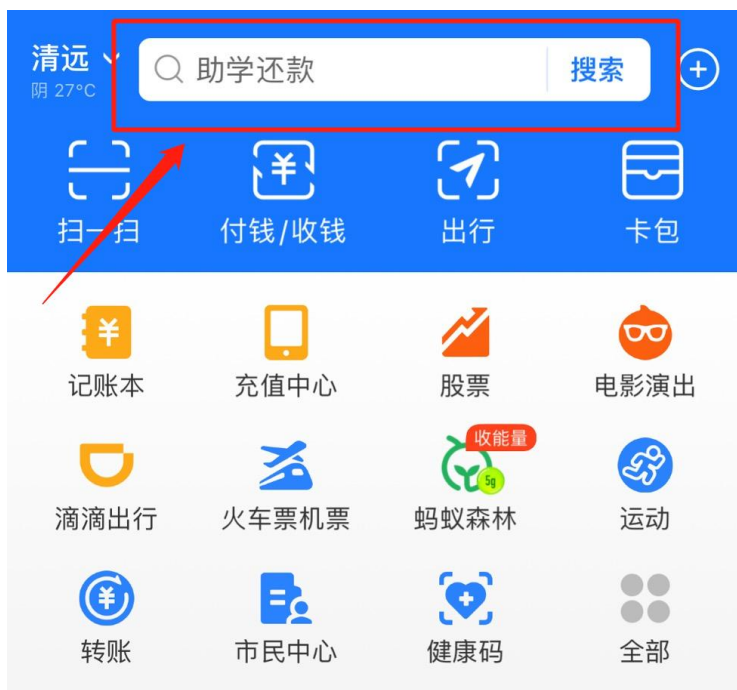 清远
阴 27°C
助学还款
搜索
扫一扫
付钱/收钱
出行
卡包
记账本
充值中心
股票
电影演出
收能量
5g
滴滴出行
火车票机票
蚂蚁森林
运动
转账
市民中心
健康码
全部